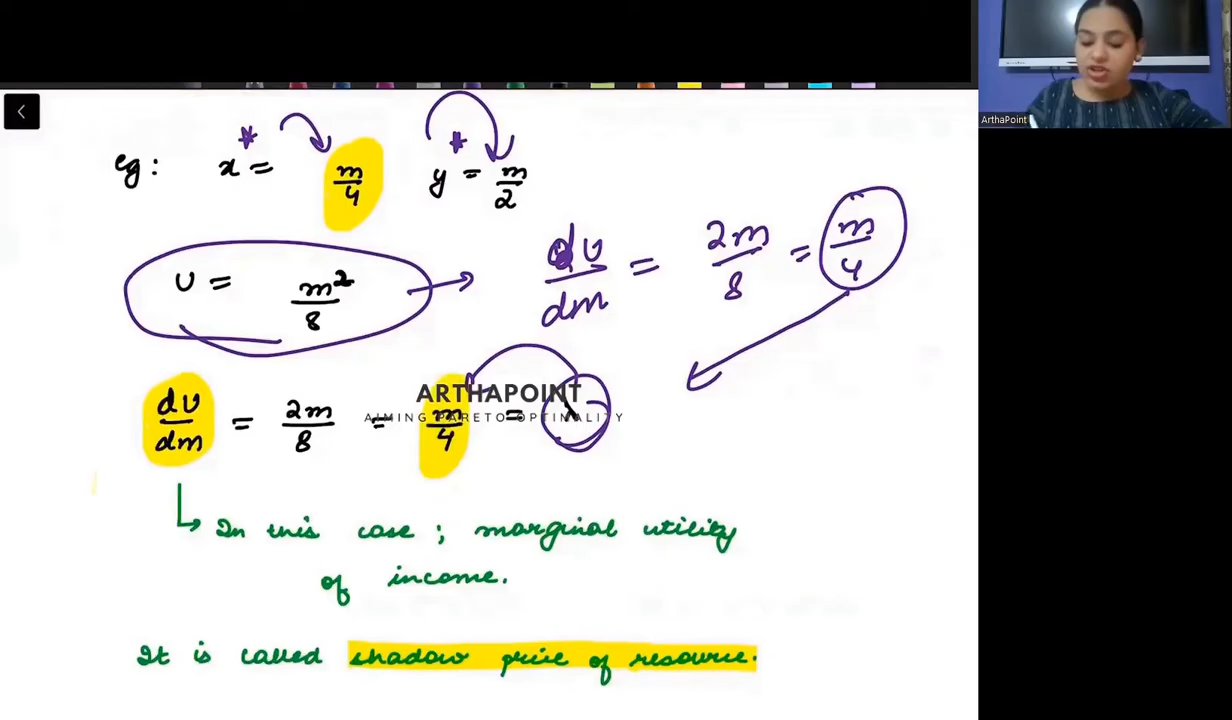 eg: x* = m/4 y* = m/2
U = m²/8
dU/dm = 2m/8 = m/4
dU/dm = 2m/8 = m/4 = λ
ARTHAPOINT
AIMING PARETO OPTIMALITY
In this case; marginal utility
of income.
It is called shadow price of resource.
ArthaPoint